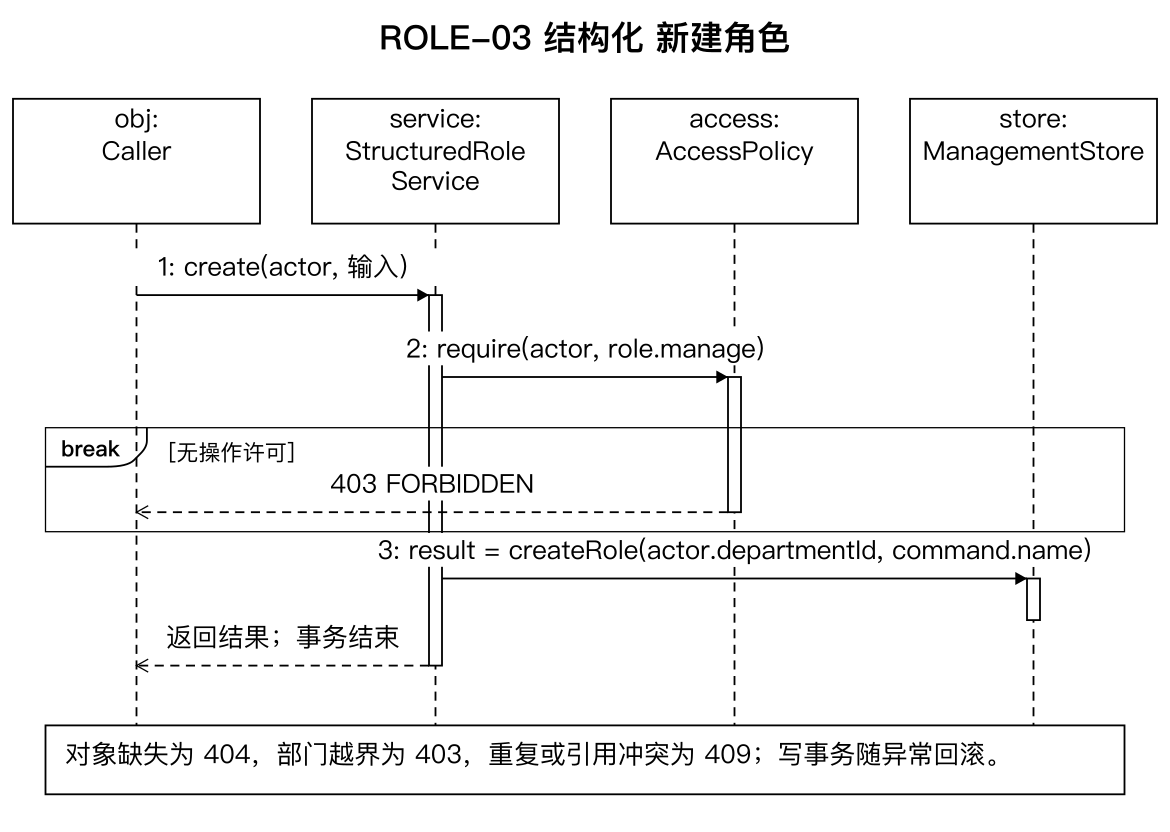 ROLE-03 结构化 新建角色
obj:
Caller
service:
StructuredRole
Service
access:
AccessPolicy
store:
ManagementStore
1: create(actor, 输入)
2: require(actor, role.manage)
break
[无操作许可]
403 FORBIDDEN
3: result = createRole(actor.departmentId, command.name)
返回结果；事务结束
对象缺失为 404，部门越界为 403，重复或引用冲突为 409；写事务随异常回滚。